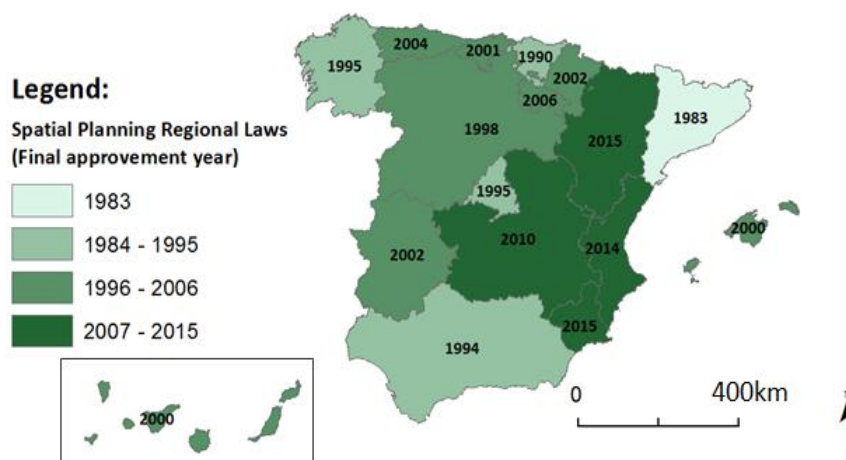 Legend:
Spatial Planning Regional Laws
(Final approvement year)
1983
1984 - 1995
1996 - 2006
2007 - 2015
2004
2001
1990
1995
2002
2006
1983
2015
1998
1995
2000
2010
2014
2002
2015
1994
0
400km
2000